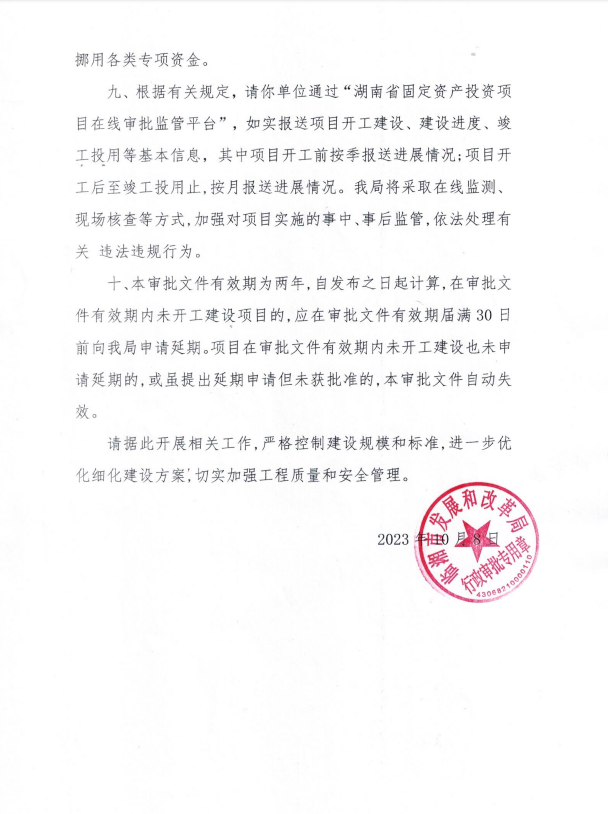 挪用各类专项资金。
九、根据有关规定，请你单位通过“湖南省固定资产投资项
目在线审批监管平台”，如实报送项目开工建设、建设进度、竣
工投用等基本信息，其中项目开工前按季报送进展情况;项目开
工后至竣工投用止,按月报送进展情况。我局将采取在线监测、
现场核查等方式,加强对项目实施的事中、事后监管,依法处理有
关 违法违规行为。
十、本审批文件有效期为两年,自发布之日起计算,在审批文
件有效期内未开工建设项目的,应在审批文件有效期届满 30 日
前向我局申请延期。项目在审批文件有效期内未开工建设也未申
请延期的,或虽提出延期申请但未获批准的,本审批文件自动失
效。
请据此开展相关工作,严格控制建设规模和标准,进一步优
化细化建设方案,切实加强工程质量和安全管理。
2023 年 10 月 8 日
临湘市发展和改革局
行政审批专用章
43068210000110